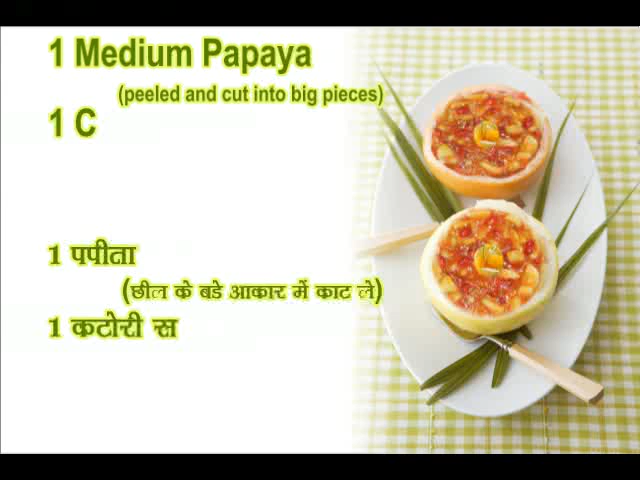 1 Medium Papaya
(peeled and cut into big pieces)
1 C
1 पपीता
(छील के बडे आकार में काट ले)
1 कटोरी स